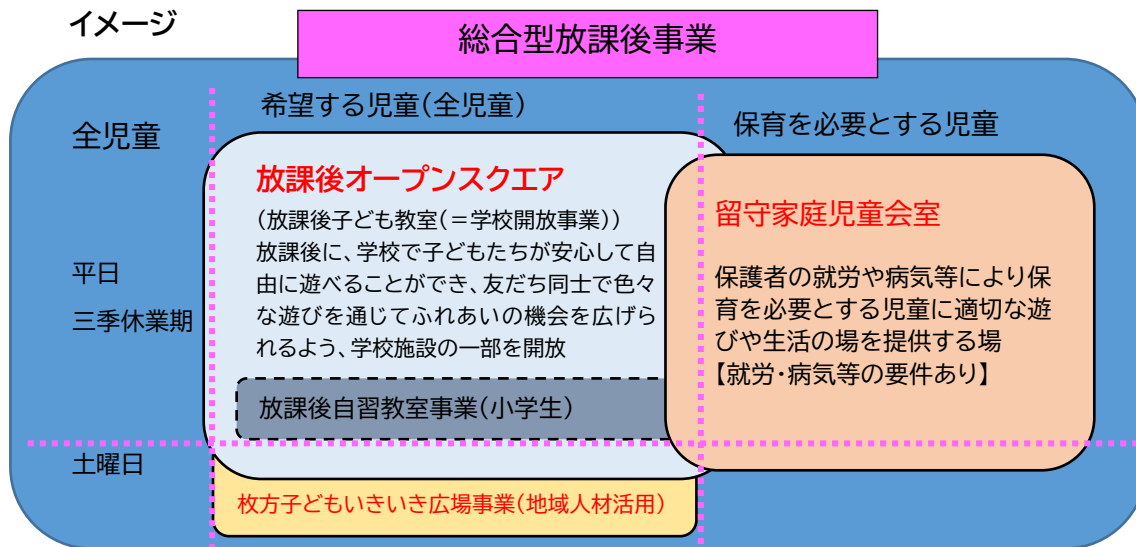 イメージ
総合型放課後事業
希望する児童(全児童)
保育を必要とする児童
全児童
放課後オープンスクエア
(放課後子ども教室(=学校開放事業))
放課後に、学校で子どもたちが安心して自
由に遊べることができ、友だち同士で色々
な遊びを通じてふれあいの機会を広げら
れるよう、学校施設の一部を開放
留守家庭児童会室
保護者の就労や病気等により保
育を必要とする児童に適切な遊
びや生活の場を提供する場
【就労・病気等の要件あり】
平日
三季休業期
放課後自習教室事業(小学生)
土曜日
枚方子どもいきいき広場事業(地域人材活用)